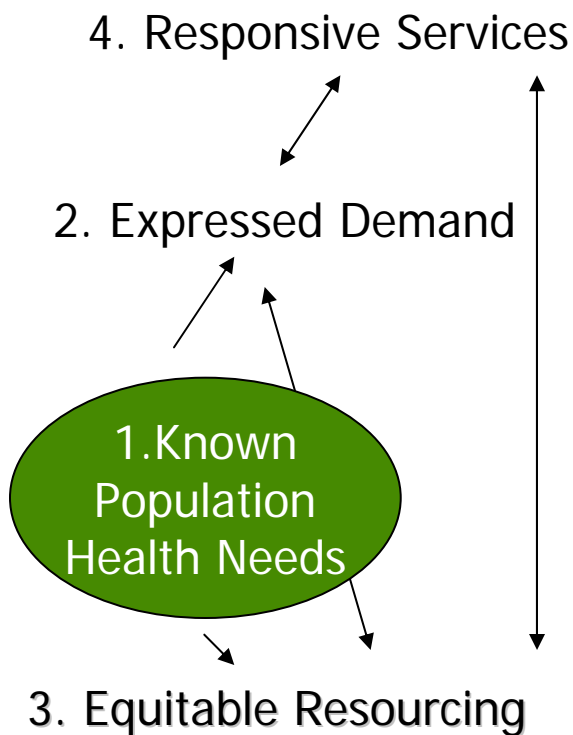 4. Responsive Services
2. Expressed Demand
1.Known
Population
Health Needs
3. Equitable Resourcing